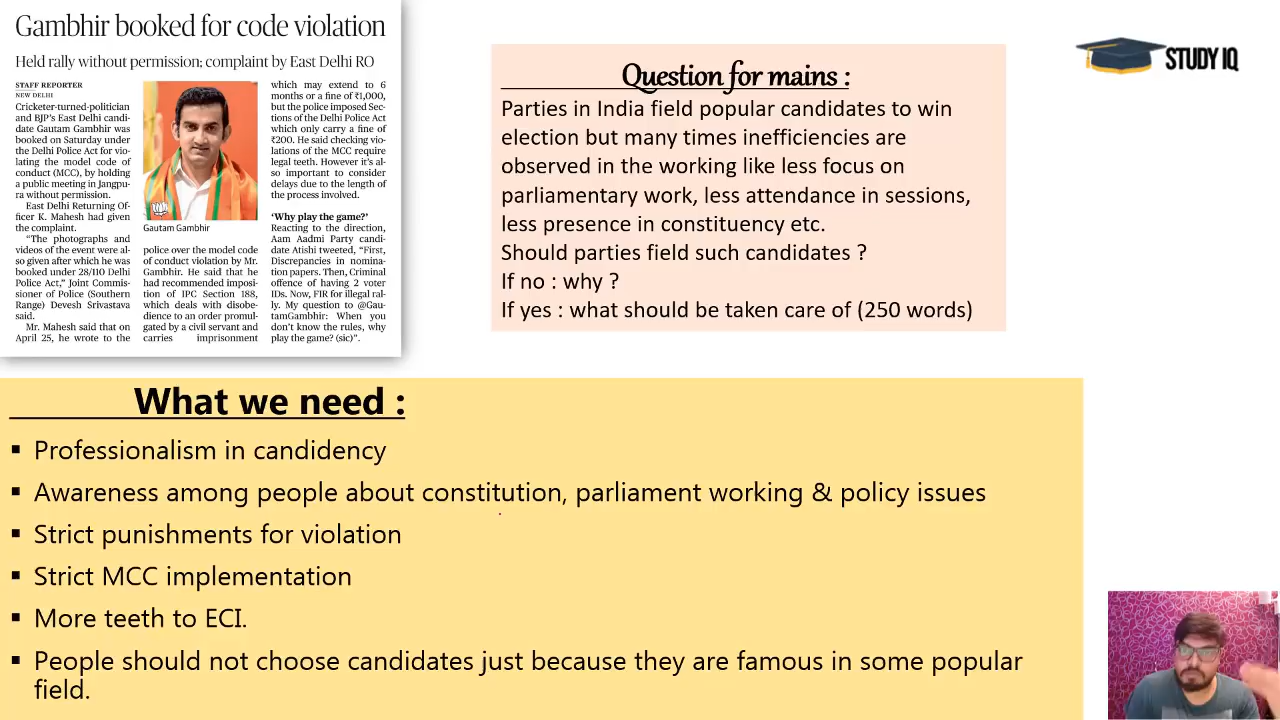 Gambhir booked for code violation
Held rally without permission; complaint by East Delhi RO
STAFF REPORTER
NEW DELHI
Cricketer-turned-politician
and BJP's East Delhi candi-
date Gautam Gambhir was
booked on Saturday under
the Delhi Police Act for vio-
lating the model code of
conduct (MCC), by holding
a public meeting in Jangpu-
ra without permission.
East Delhi Returning Of-
ficer K. Mahesh had given
the complaint.
"The photographs and
videos of the event were al-
so given after which he was
booked under 28/110 Delhi
Police Act," Joint Commis-
sioner of Police (Southern
Range) Devesh Srivastava
said.
Mr. Mahesh said that on
April 25, he wrote to the
Gautam Gambhir
police over the model code
of conduct violation by Mr.
Gambhir. He said that he
had recommended imposi-
tion of IPC Section 188,
which deals with disobe-
dience to an order promul-
gated by a civil servant and
carries imprisonment
which may extend to 6
months or a fine of ₹1,000,
but the police imposed Sec-
tions of the Delhi Police Act
which only carry a fine of
₹200. He said checking vio-
lations of the MCC require
legal teeth. However it's al-
so important to consider
delays due to the length of
the process involved.
'Why play the game?'
Reacting to the direction,
Aam Aadmi Party candi-
date Atishi tweeted, "First,
Discrepancies in nomina-
tion papers. Then, Criminal
offence of having 2 voter
IDs. Now, FIR for illegal ral-
ly. My question to @Gau-
tamGambhir: When you
don't know the rules, why
play the game? (sic)".
Question for mains :
Parties in India field popular candidates to win
election but many times inefficiencies are
observed in the working like less focus on
parliamentary work, less attendance in sessions,
less presence in constituency etc.
Should parties field such candidates ?
If no : why ?
If yes : what should be taken care of (250 words)
STUDY IQ
What we need :
▪ Professionalism in candidency
▪ Awareness among people about constitution, parliament working & policy issues
▪ Strict punishments for violation
▪ Strict MCC implementation
▪ More teeth to ECI.
▪ People should not choose candidates just because they are famous in some popular
field.